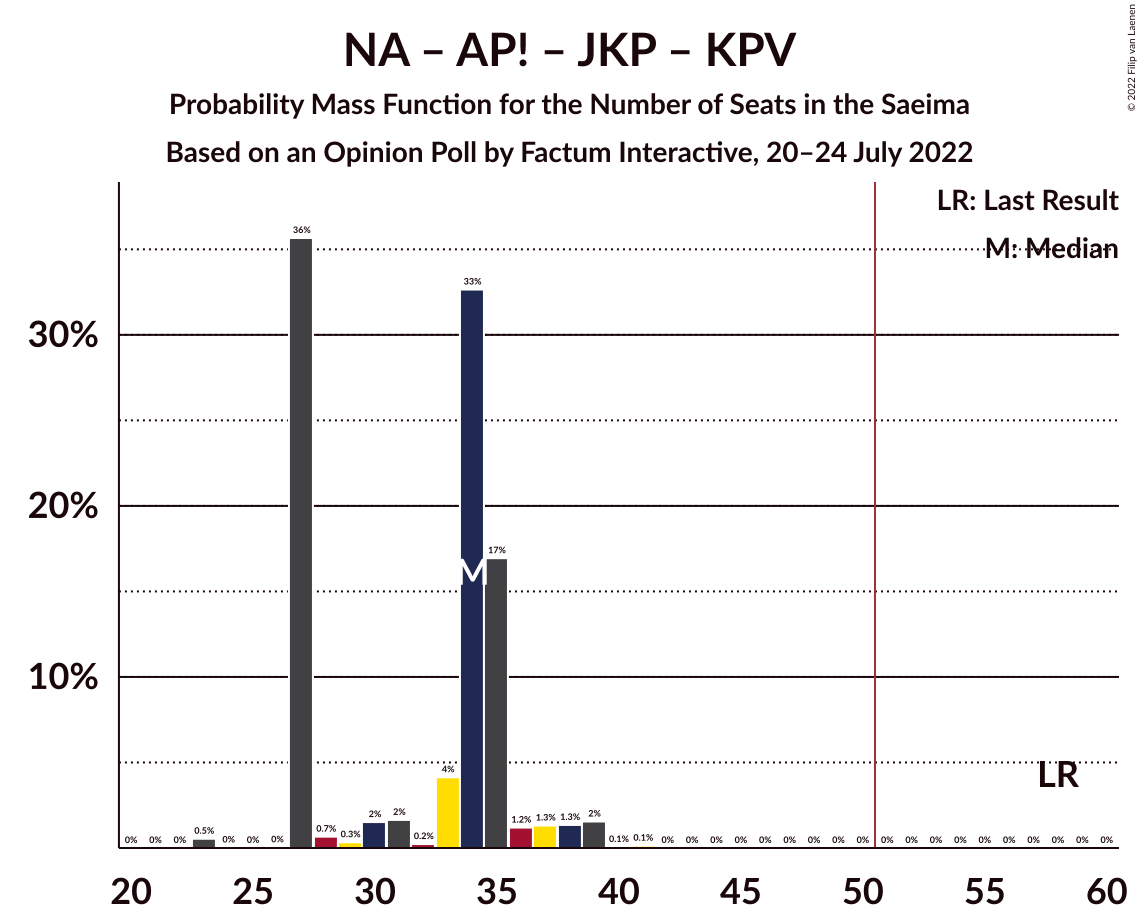 NA – AP! – JKP – KPV
Probability Mass Function for the Number of Seats in the Saeima
Based on an Opinion Poll by Factum Interactive, 20–24 July 2022
© 2022 Filip van Laenen
LR: Last Result
M: Median
30%
20%
10%
0% 0% 0% 0.5% 0% 0% 0% 36% 0.7% 0.3% 2% 2% 0.2% 4% 33% 17% 1.2% 1.3% 1.3% 2% 0.1% 0.1% 0% 0% 0% 0% 0% 0% 0% 0% 0% 0% 0% 0% 0% 0% 0% 0% 0% 0% 0%
M
LR
20 25 30 35 40 45 50 55 60